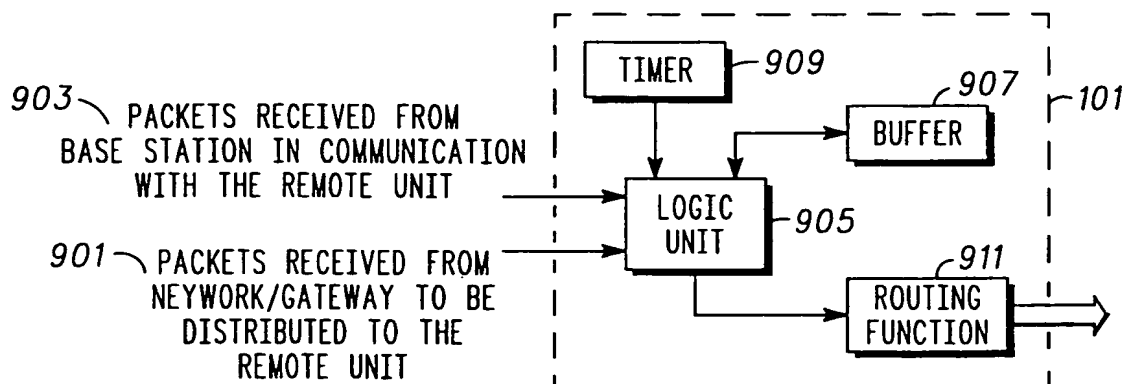 TIMER
909
903
PACKETS RECEIVED FROM
BASE STATION IN COMMUNICATION
WITH THE REMOTE UNIT
907
BUFFER
101
LOGIC
UNIT
905
901
PACKETS RECEIVED FROM
NEYWORK/GATEWAY TO BE
DISTRIBUTED TO THE
REMOTE UNIT
911
ROUTING
FUNCTION